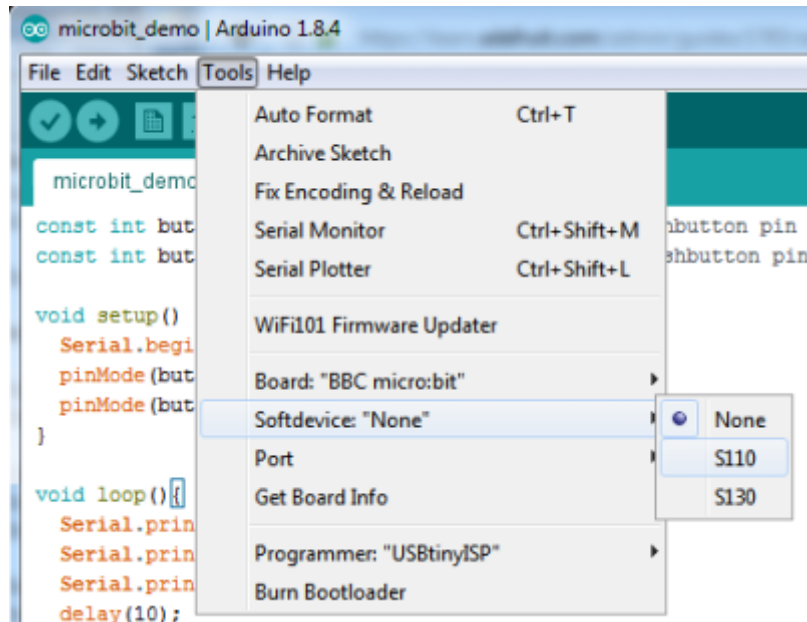 microbit_demo | Arduino 1.8.4
File Edit Sketch Tools Help
microbit_demo
Auto Format Ctrl+T
Archive Sketch
Fix Encoding & Reload
Serial Monitor Ctrl+Shift+M
Serial Plotter Ctrl+Shift+L
WiFi101 Firmware Updater
Board: "BBC micro:bit"
Softdevice: "None"
Port
Get Board Info
Programmer: "USBtinyISP"
Burn Bootloader
None
S110
S130
const int but hbutton pin
const int but shbutton pin
void setup()
Serial.begi
pinMode(but
pinMode(but
}
void loop(){
Serial.prin
Serial.prin
Serial.prin
delay(10);